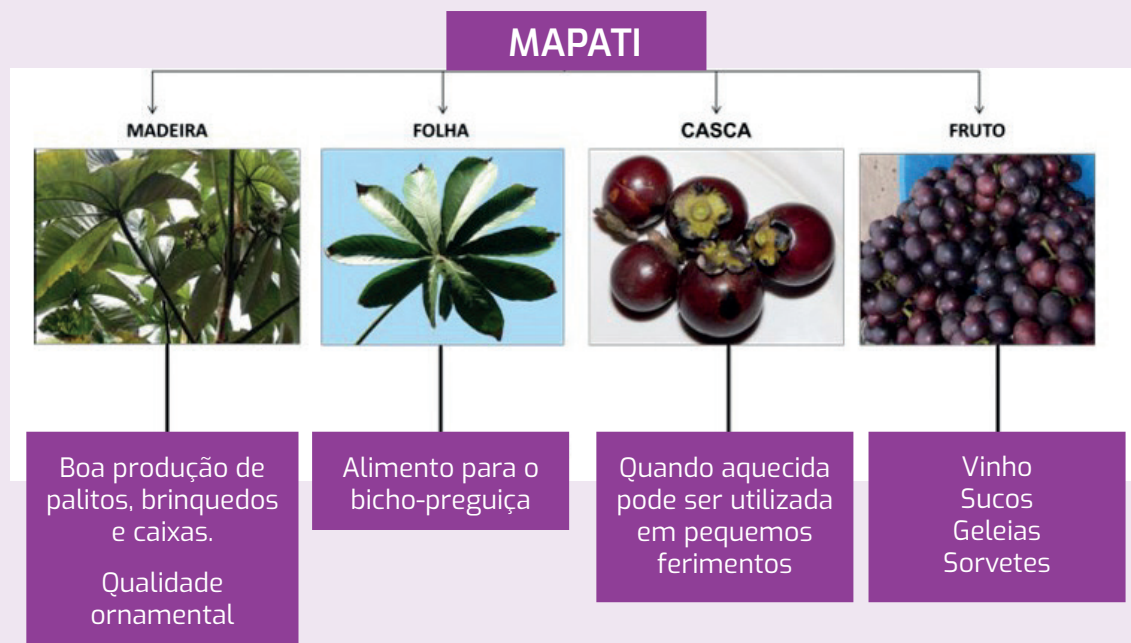 MAPATI
MADEIRA
FOLHA
CASCA
FRUTO
Boa produção de
palitos, brinquedos
e caixas.
Qualidade
ornamental
Alimento para o
bicho-preguiça
Quando aquecida
pode ser utilizada
em pequemos
ferimentos
Vinho
Sucos
Geleias
Sorvetes